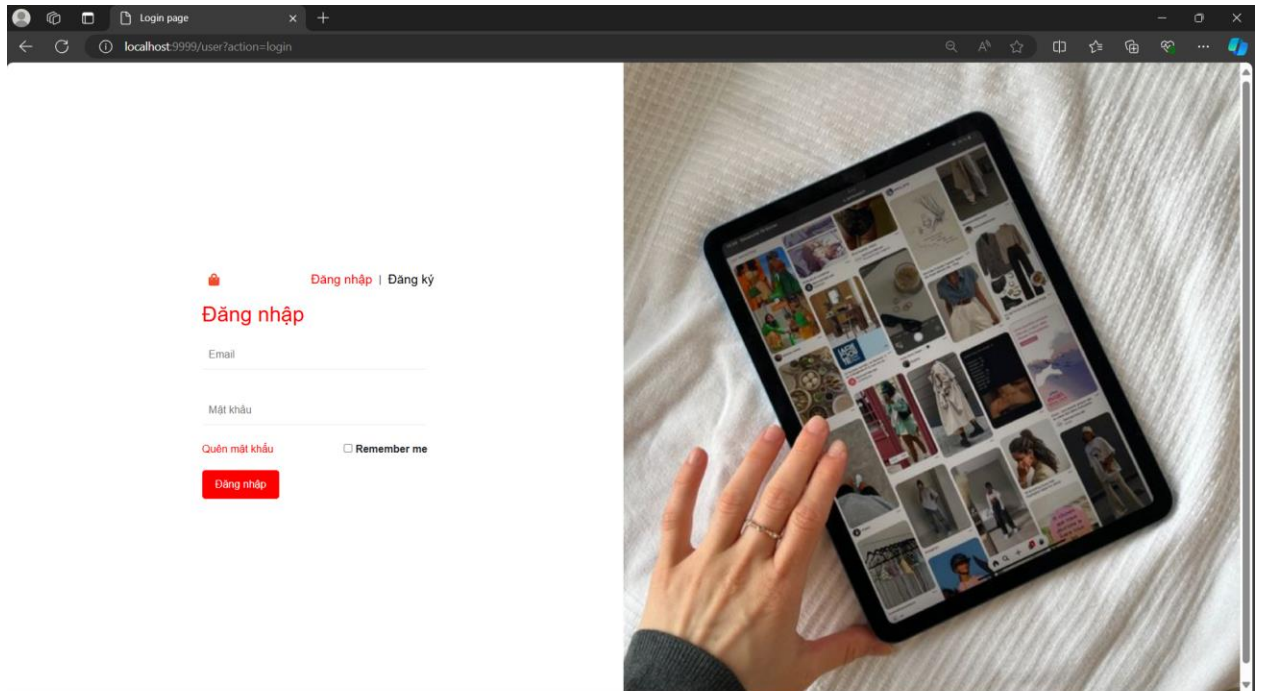 Login page
localhost:9999/user?action=login
Đăng nhập | Đăng ký
Đăng nhập
Email
Mật khẩu
Quên mật khẩu
Remember me
Đăng nhập